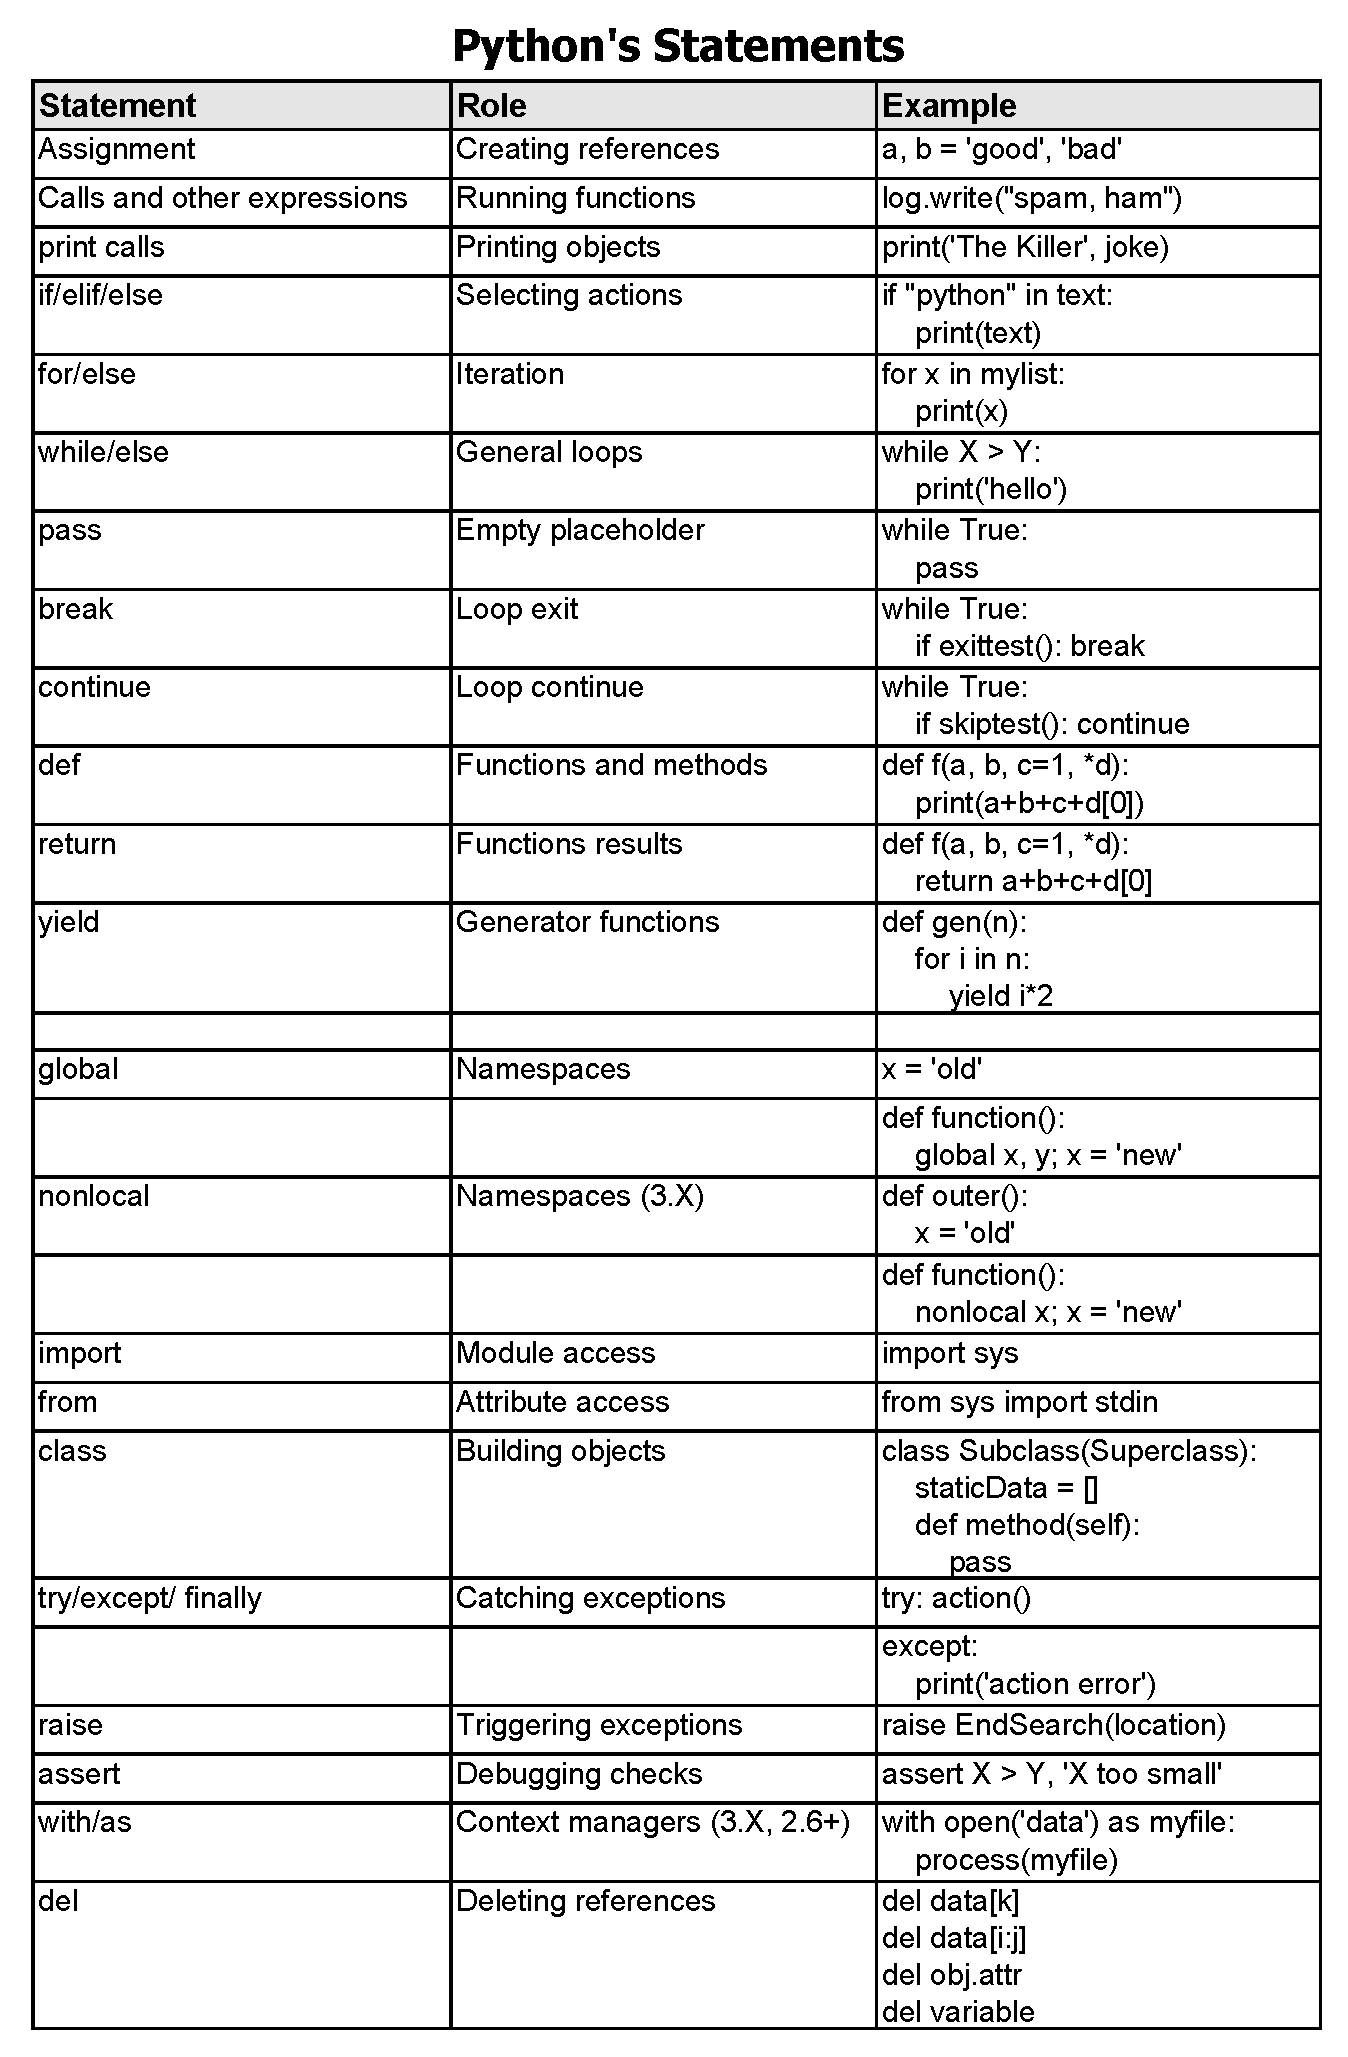 Python's Statements
Statement Role Example
Assignment Creating references a, b = 'good', 'bad'
Calls and other expressions Running functions log.write("spam, ham")
print calls Printing objects print('The Killer', joke)
if/elif/else Selecting actions if "python" in text:
print(text)
for/else Iteration for x in mylist:
print(x)
while/else General loops while X > Y:
print('hello')
pass Empty placeholder while True:
pass
break Loop exit while True:
if exittest(): break
continue Loop continue while True:
if skiptest(): continue
def Functions and methods def f(a, b, c=1, *d):
print(a+b+c+d[0])
return Functions results def f(a, b, c=1, *d):
return a+b+c+d[0]
yield Generator functions def gen(n):
for i in n:
yield i*2
global Namespaces x = 'old'
def function():
global x, y; x = 'new'
nonlocal Namespaces (3.X) def outer():
x = 'old'
def function():
nonlocal x; x = 'new'
import Module access import sys
from Attribute access from sys import stdin
class Building objects class Subclass(Superclass):
staticData = []
def method(self):
pass
try/except/ finally Catching exceptions try: action()
except:
print('action error')
raise Triggering exceptions raise EndSearch(location)
assert Debugging checks assert X > Y, 'X too small'
with/as Context managers (3.X, 2.6+) with open('data') as myfile:
process(myfile)
del Deleting references del data[k]
del data[i:j]
del obj.attr
del variable